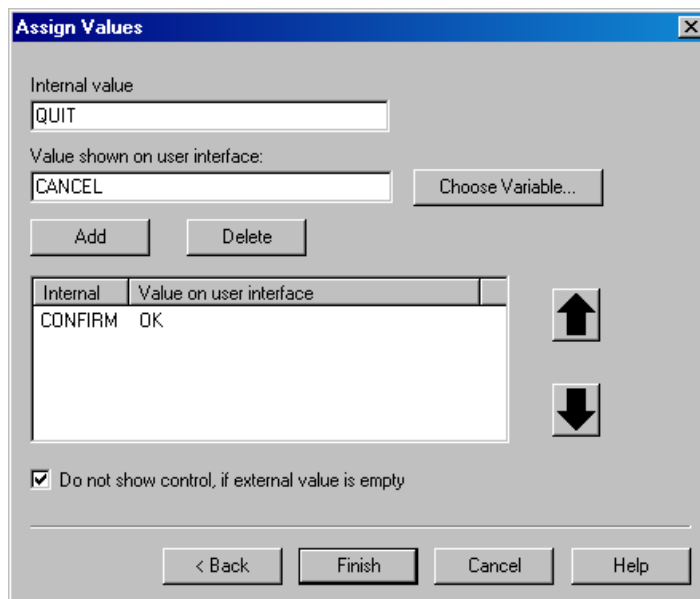 Assign Values
Internal value
QUIT
Value shown on user interface:
CANCEL
Choose Variable...
Add Delete
Internal Value on user interface
CONFIRM OK
Do not show control, if external value is empty
< Back Finish Cancel Help